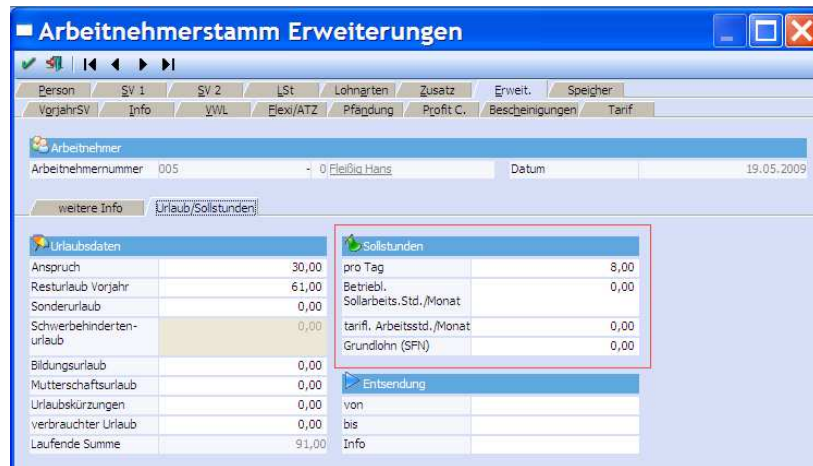 Arbeitnehmerstamm Erweiterungen
Person SV 1 SV 2 LSt Lohnarten Zusatz Erweit. Speicher
VorjahrSV Info VWL Flexi/ATZ Pfändung Profit C. Bescheinigungen Tarif
Arbeitnehmer
Arbeitnehmernummer 005 - 0 Fleißig Hans Datum 19.05.2009
weitere Info Urlaub/Sollstunden
Urlaubsdaten
Anspruch 30,00
Resturlaub Vorjahr 61,00
Sonderurlaub 0,00
Schwerbehinderten- 0,00
urlaub
Bildungsurlaub 0,00
Mutterschaftsurlaub 0,00
Urlaubskürzungen 0,00
verbrauchter Urlaub 0,00
Laufende Summe 91,00
Sollstunden
pro Tag 8,00
Betriebl. 0,00
Sollarbeits.Std./Monat
tarifl. Arbeitsstd./Monat 0,00
Grundlohn (SFN) 0,00
Entsendung
von
bis
Info